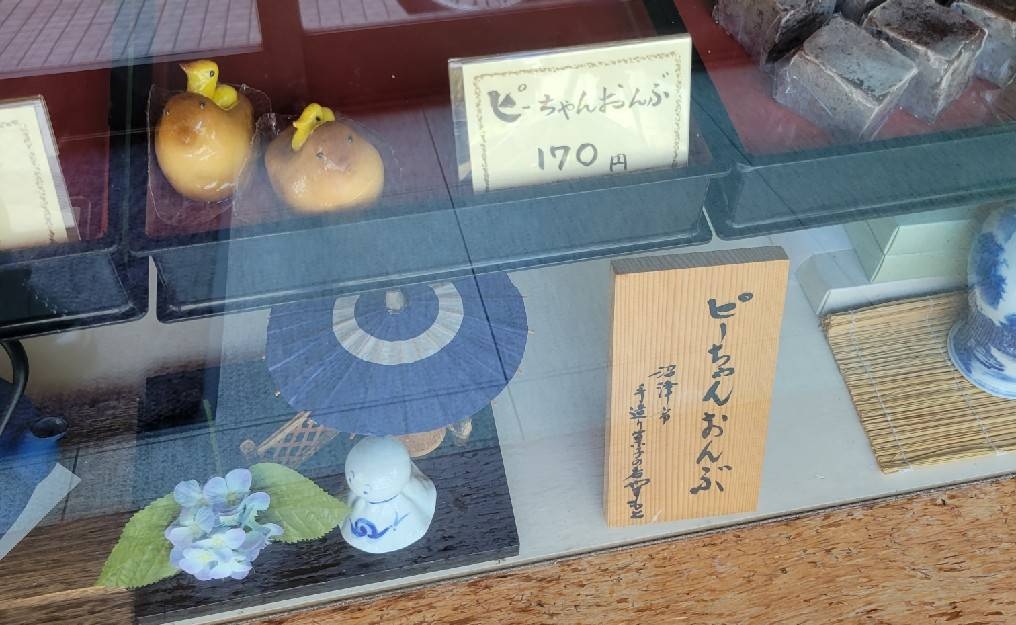 ピーちゃんおんぶ
170円
ピーちゃんおんぶ
沼津市
手造り菓子の店